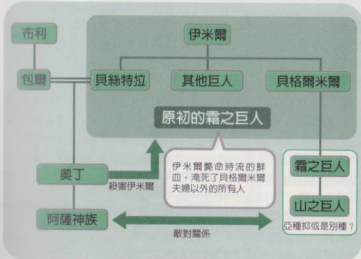 布利
伊米爾
包爾
貝絲特拉
其他巨人
貝格爾米爾
原初的霜之巨人
伊米爾斃命時流的鮮
血，淹死了貝格爾米爾
夫婦以外的所有人
奧丁
殺害伊米爾
霜之巨人
山之巨人
亞種抑或是別種？
阿薩神族
敵對關係